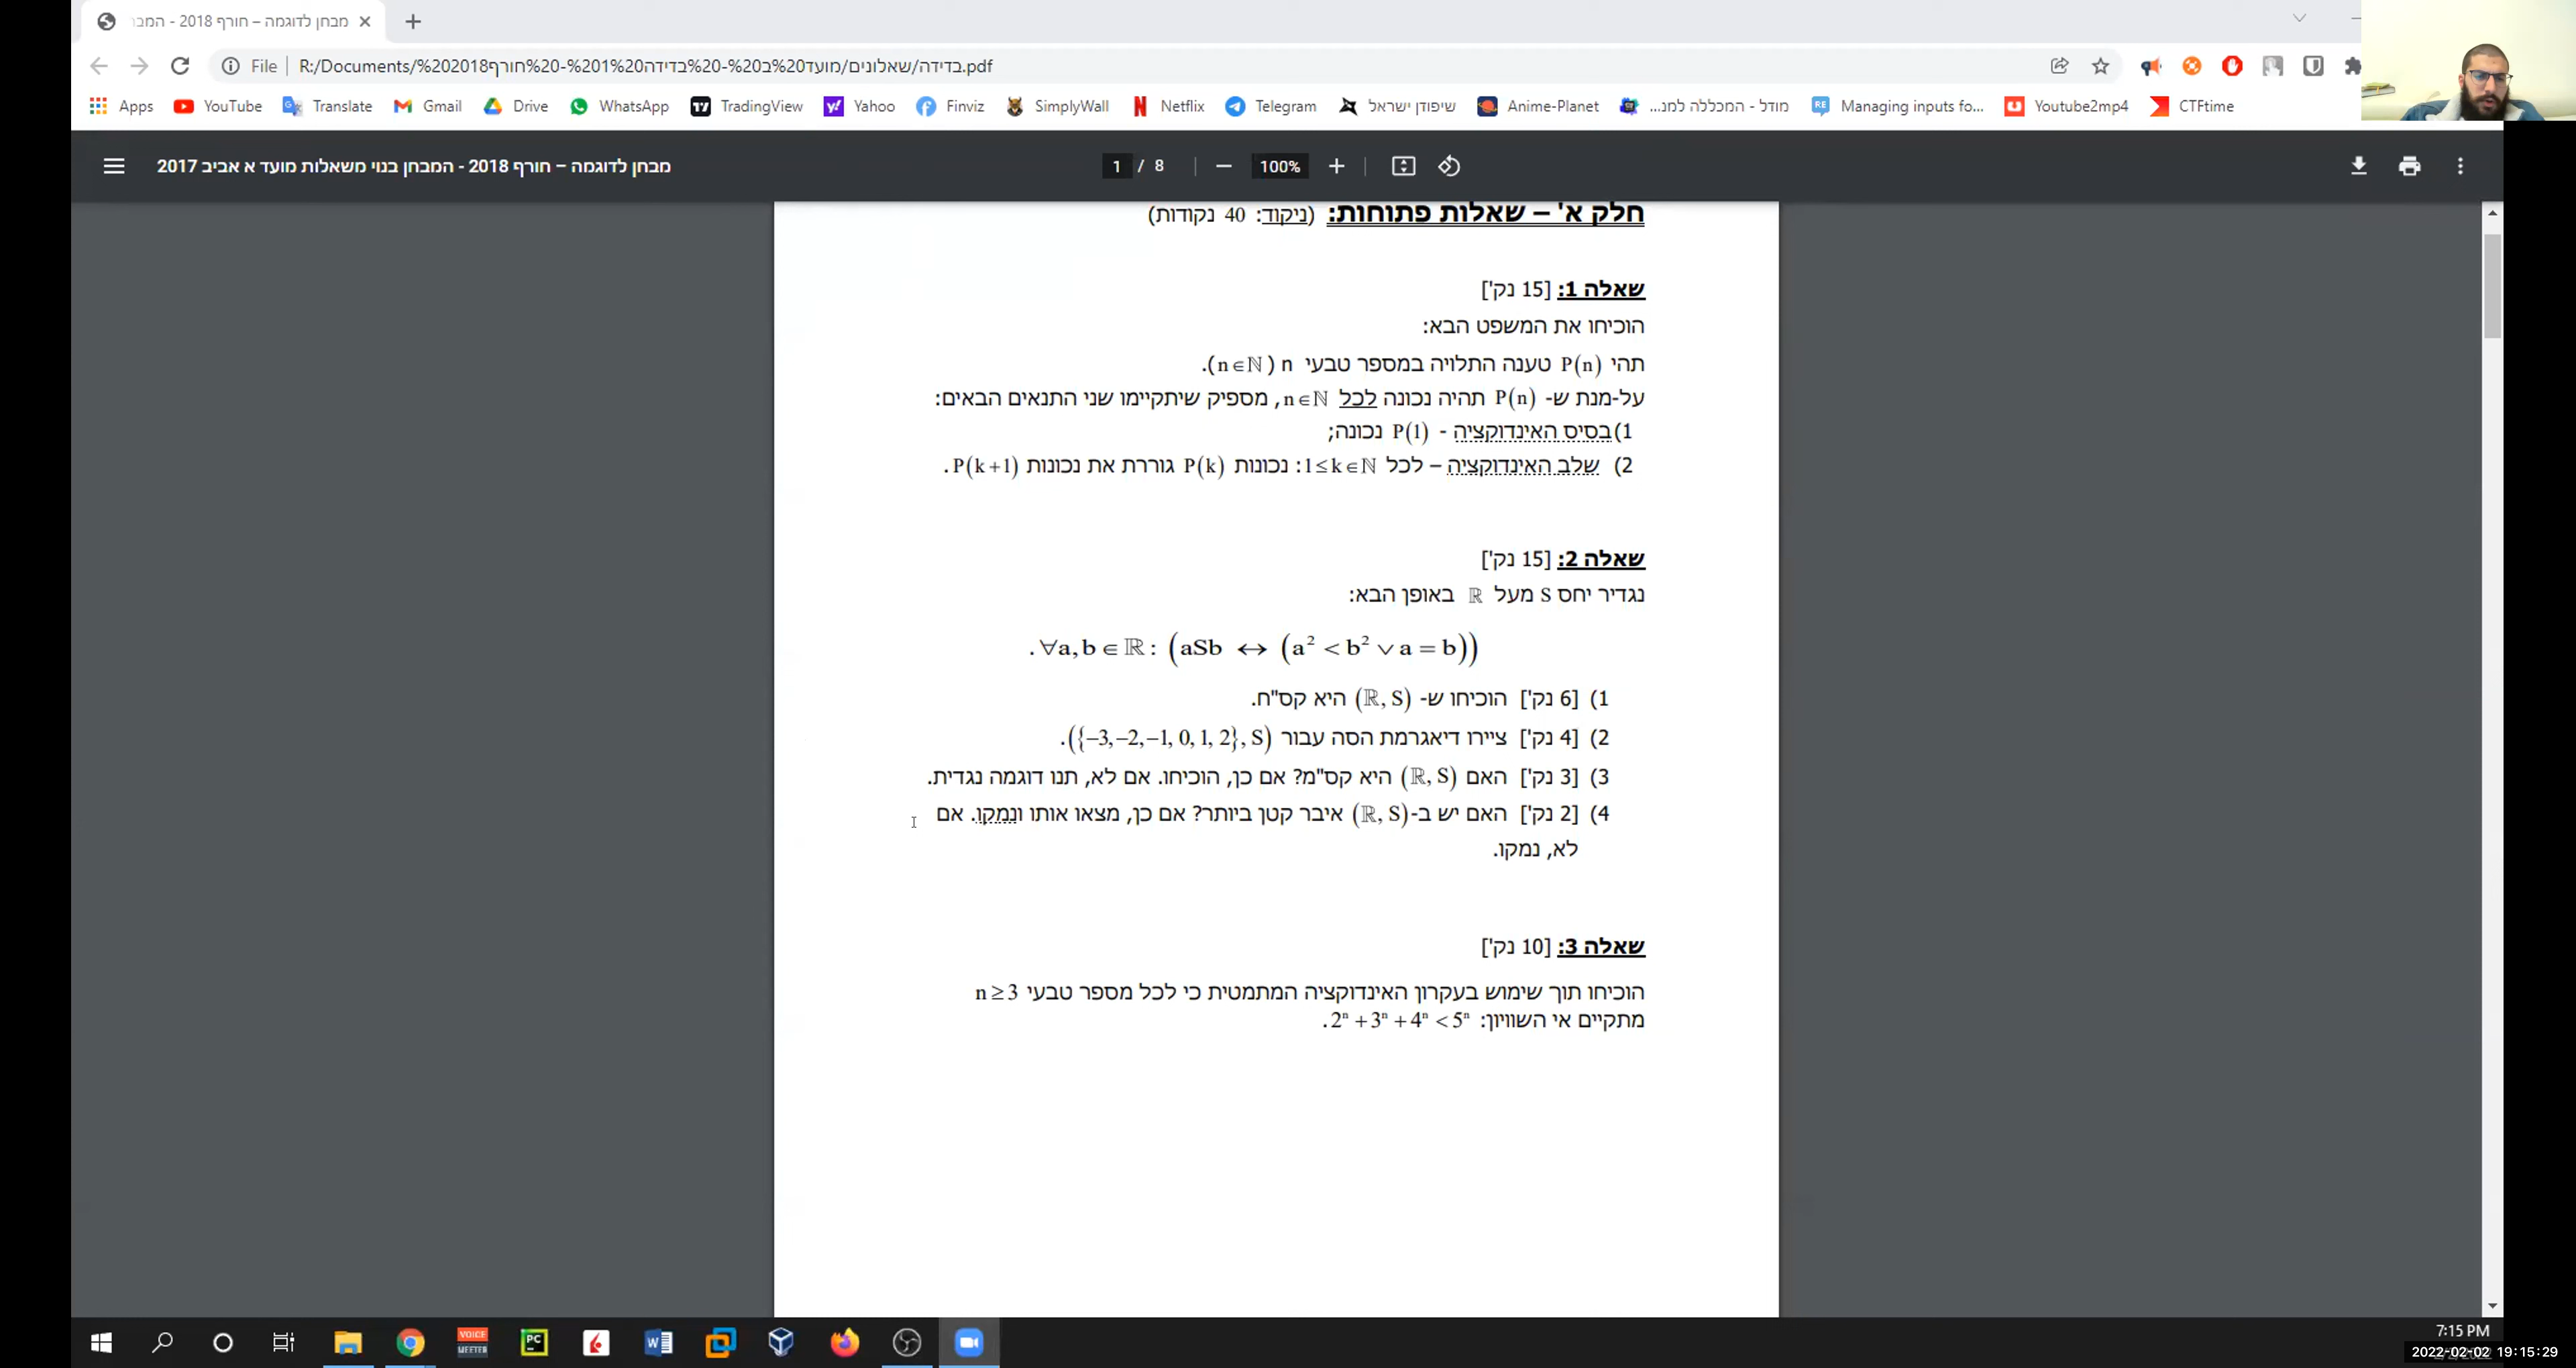 מבחן לדוגמה – חורף 2018 - המבו
File
R:/Documents/%202018חורף%20-%201בדידה%20-%20מועד%20ב/שאלונים/בדידה.pdf
Apps YouTube Translate Gmail Drive WhatsApp TradingView Yahoo Finviz SimplyWall Netflix Telegram שיפודן ישראל Anime-Planet מודל - המכללה למנ... Managing inputs fo... Youtube2mp4 CTFtime
מבחן לדוגמה – חורף 2018 - המבחן בנוי משאלות מועד א אביב 2017
1 / 8
100%
חלק א' – שאלות פתוחות: (ניקוד: 40 נקודות)
שאלה 1: [15 נק']
הוכיחו את המשפט הבא:
תהי P(n) טענה התלויה במספר טבעי n (n∈ℕ).
על-מנת ש- P(n) תהיה נכונה לכל n∈ℕ, מספיק שיתקיימו שני התנאים הבאים:
1) בסיס האינדוקציה - P(1) נכונה;
2) שלב האינדוקציה – לכל 1≤k∈ℕ: נכונות P(k) גוררת את נכונות P(k+1).
שאלה 2: [15 נק']
נגדיר יחס S מעל ℝ באופן הבא:
∀a,b∈ℝ: (aSb ↔ (a² < b² ∨ a = b)).
1) [6 נק'] הוכיחו ש- (ℝ, S) היא קס"ח.
2) [4 נק'] ציירו דיאגרמת הסה עבור ({−3,−2,−1, 0, 1, 2}, S).
3) [3 נק'] האם (ℝ, S) היא קס"מ? אם כן, הוכיחו. אם לא, תנו דוגמה נגדית.
4) [2 נק'] האם יש ב-(ℝ, S) איבר קטן ביותר? אם כן, מצאו אותו ונמקו. אם
לא, נמקו.
שאלה 3: [10 נק']
הוכיחו תוך שימוש בעקרון האינדוקציה המתמטית כי לכל מספר טבעי n ≥ 3
מתקיים אי השוויון: 2ⁿ + 3ⁿ + 4ⁿ < 5ⁿ.
VOICE
MEETER
PC
7:15 PM
2022-02-02 19:15:29